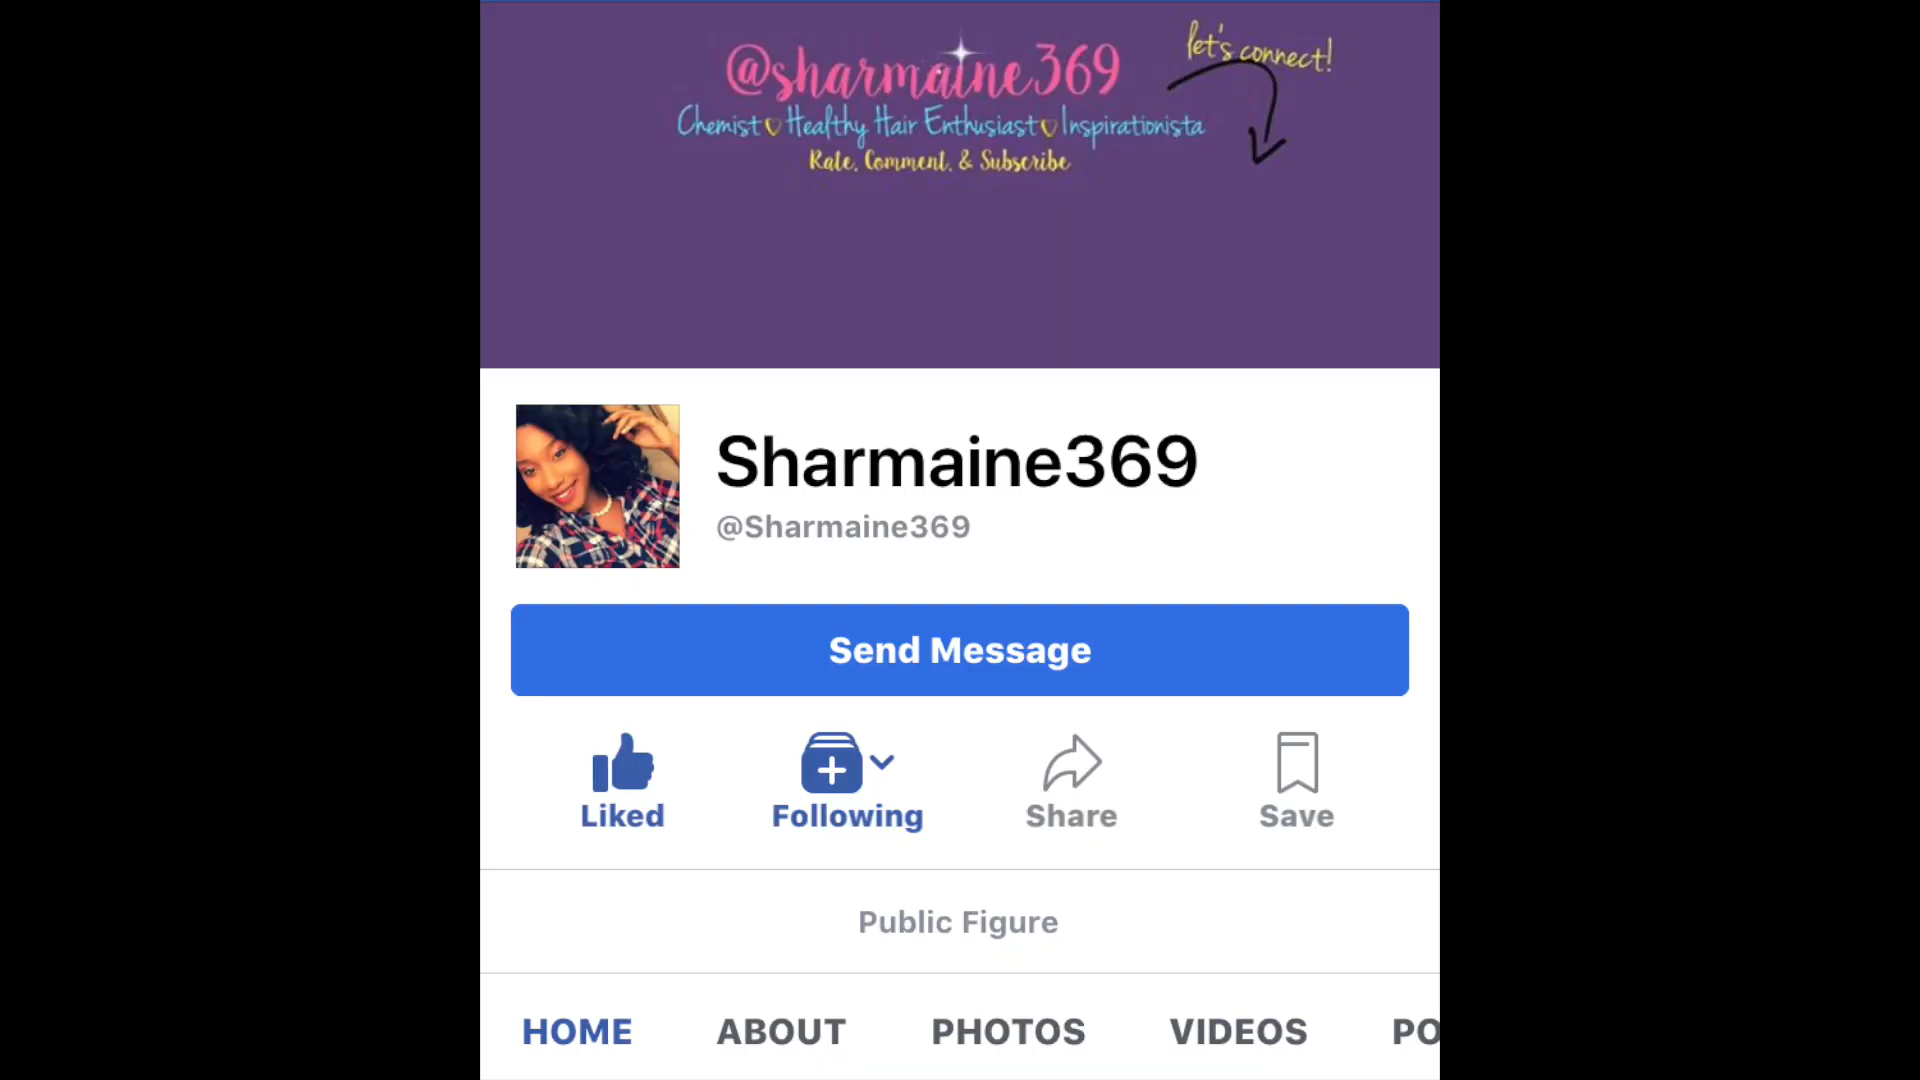 @sharmaine369
let's connect!
Chemist Healthy Hair Enthusiast Inspirationista
Rate, Comment, & Subscribe
Sharmaine369
@Sharmaine369
Send Message
Liked Following Share Save
Public Figure
HOME ABOUT PHOTOS VIDEOS PO